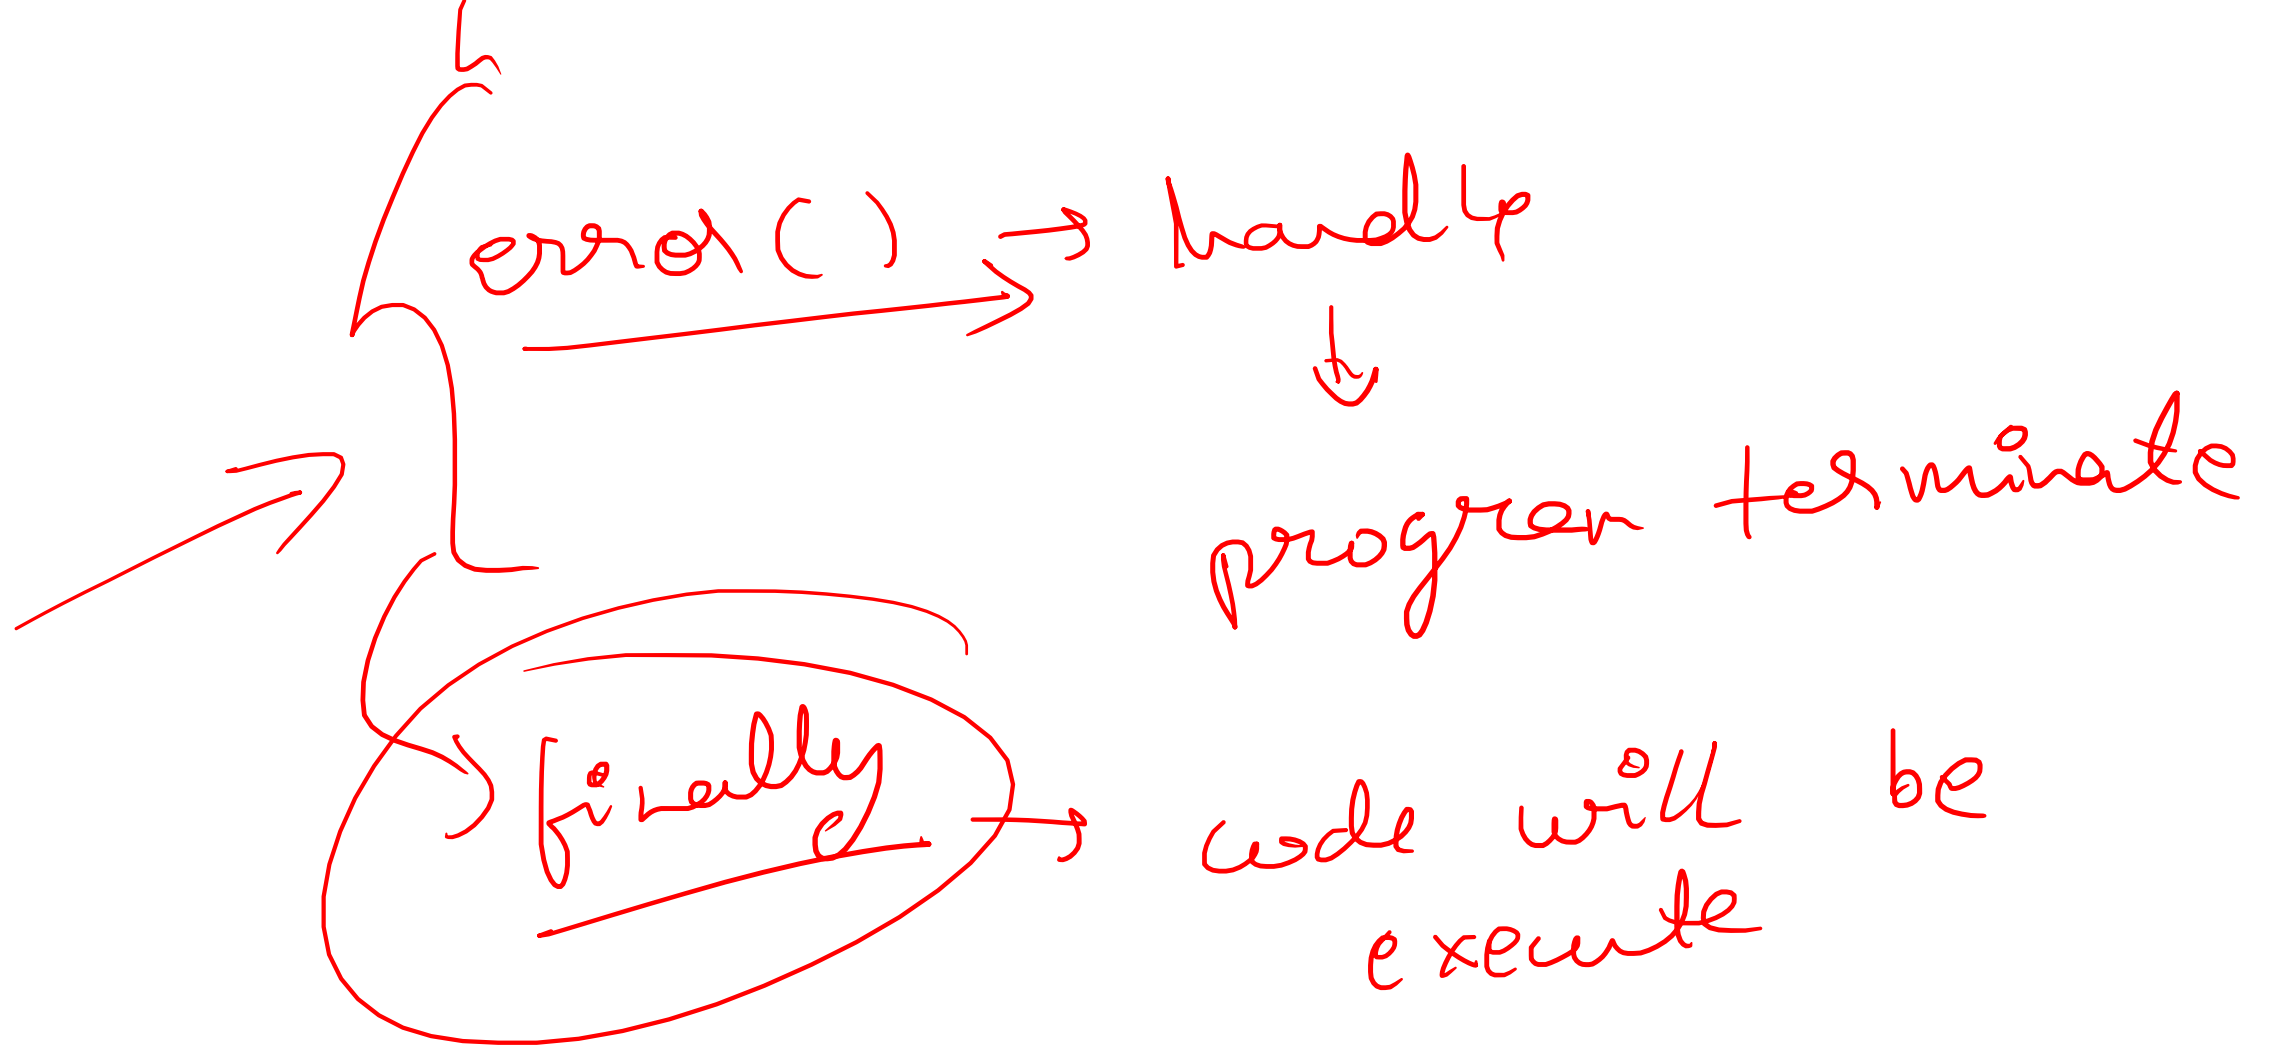 error() → handle
program terminate
finally → code will be
execute